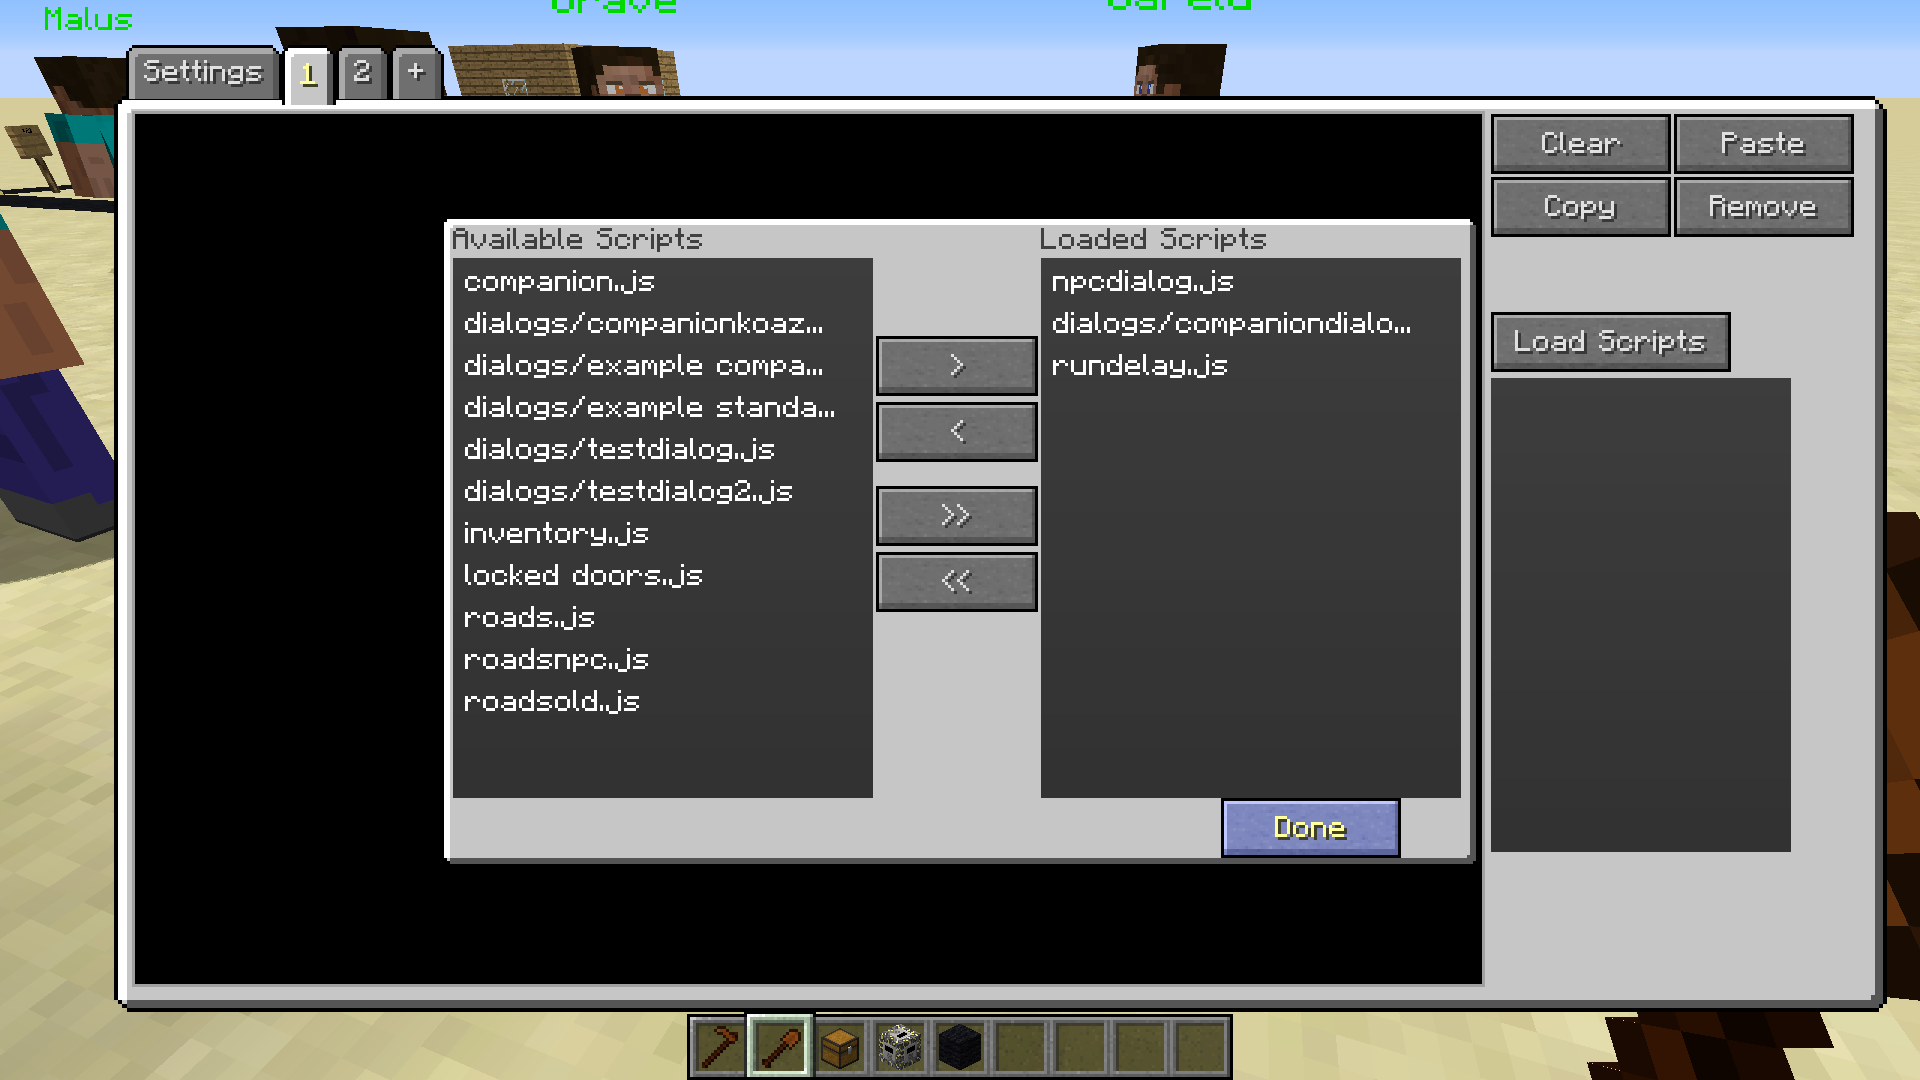 Malus
Settings
1
2
+
Clear
Paste
Copy
Remove
Available Scripts
Loaded Scripts
companion.js
dialogs/companionkoaz...
dialogs/example compa...
dialogs/example standa...
dialogs/testdialog.js
dialogs/testdialog2.js
inventory.js
locked doors.js
roads.js
roadsnpc.js
roadsold.js
>
<
>>
<<
npcdialog.js
dialogs/companiondialo...
rundelay.js
Load Scripts
Done